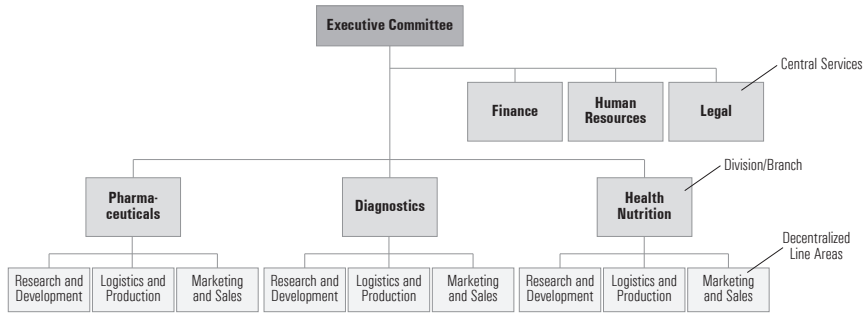 Executive Committee
Central Services
Finance
Human
Resources
Legal
Division/Branch
Pharma-
ceuticals
Diagnostics
Health
Nutrition
Decentralized
Line Areas
Research and
Development
Logistics and
Production
Marketing
and Sales
Research and
Development
Logistics and
Production
Marketing
and Sales
Research and
Development
Logistics and
Production
Marketing
and Sales